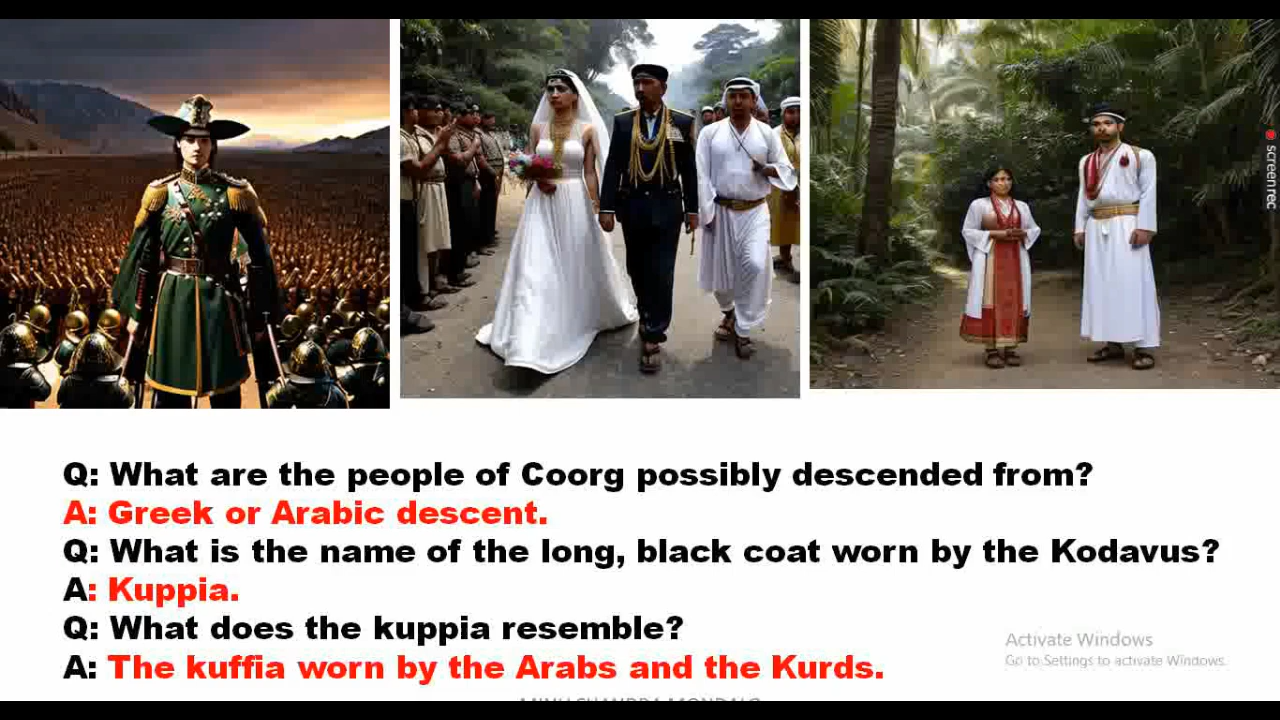 screenrec
Q: What are the people of Coorg possibly descended from?
A: Greek or Arabic descent.
Q: What is the name of the long, black coat worn by the Kodavus?
A: Kuppia.
Q: What does the kuppia resemble?
A: The kuffia worn by the Arabs and the Kurds.
Activate Windows
Go to Settings to activate Windows.